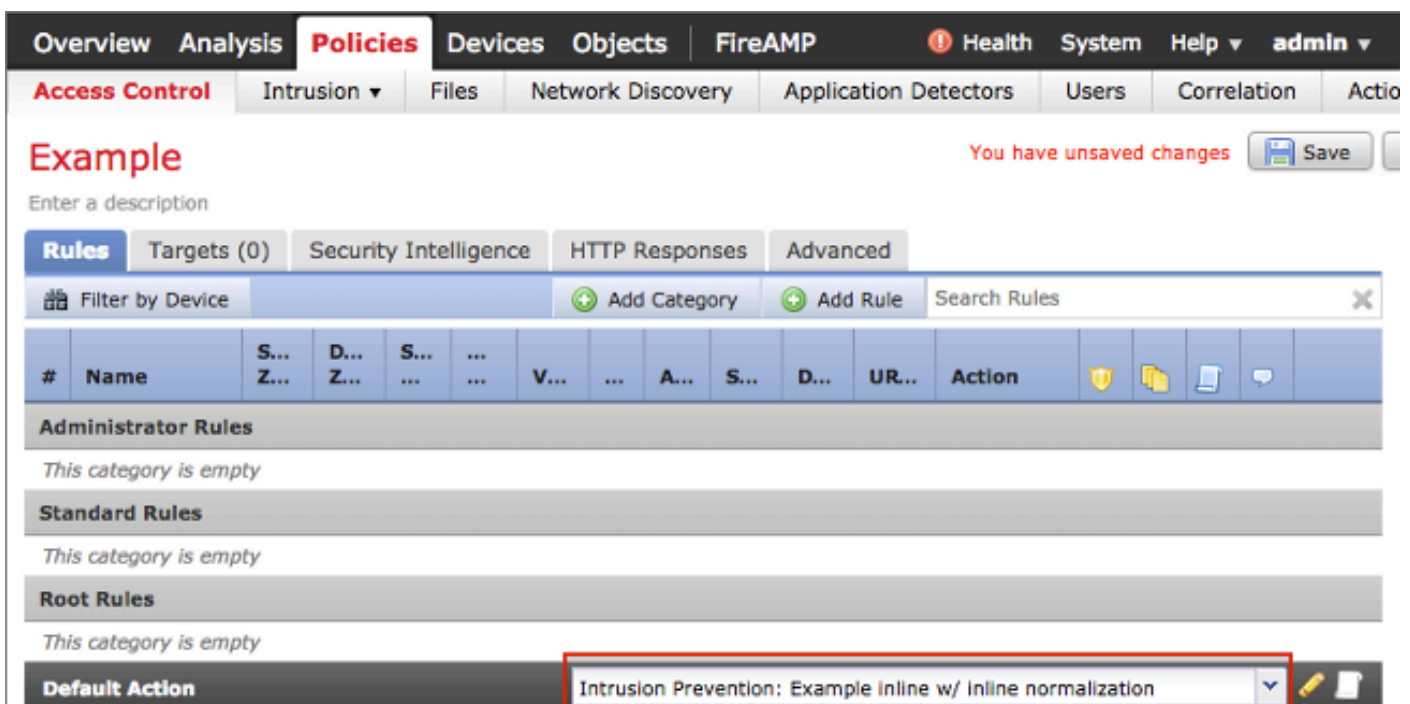 Overview Analysis Policies Devices Objects FireAMP Health System Help admin
Access Control Intrusion Files Network Discovery Application Detectors Users Correlation Actio
Example You have unsaved changes Save
Enter a description
Rules Targets (0) Security Intelligence HTTP Responses Advanced
Filter by Device Add Category Add Rule Search Rules
S... D... S... ...
# Name Z... Z... ... ... V... ... A... S... D... UR... Action
Administrator Rules
This category is empty
Standard Rules
This category is empty
Root Rules
This category is empty
Default Action Intrusion Prevention: Example inline w/ inline normalization